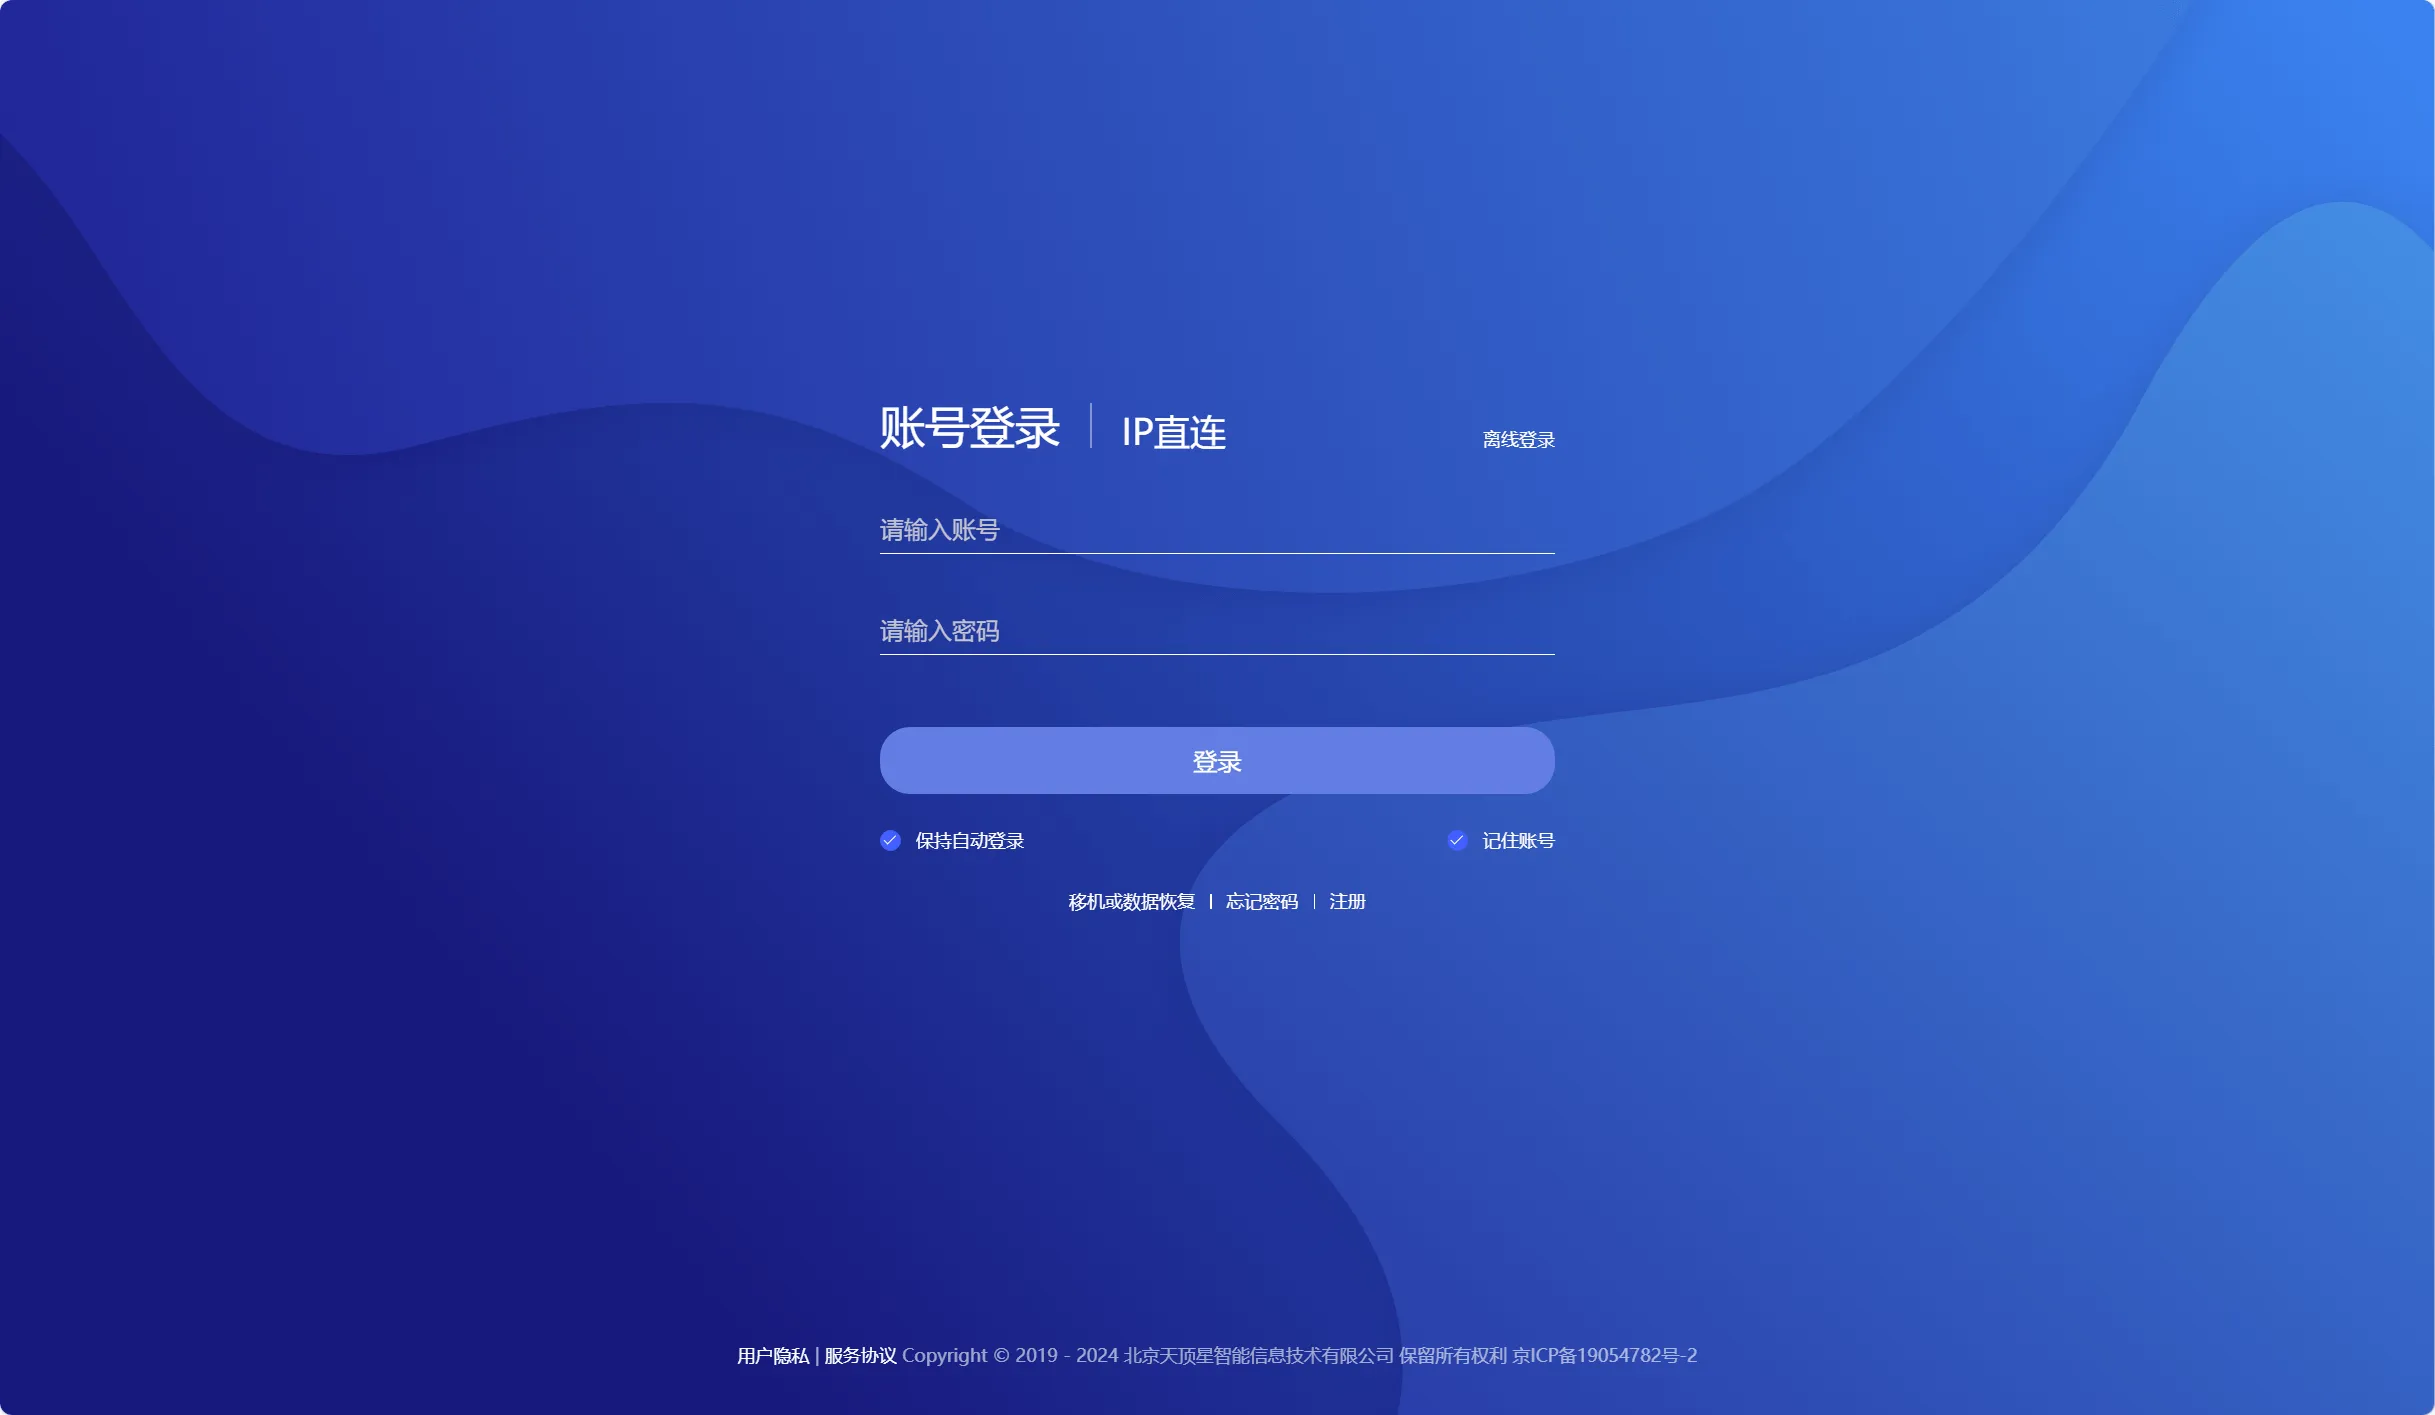 账号登录 | IP直连 离线登录
请输入账号
请输入密码
登录
保持自动登录 记住账号
移机或数据恢复 | 忘记密码 | 注册
用户隐私 | 服务协议 Copyright © 2019 - 2024 北京天顶星智能信息技术有限公司 保留所有权利 京ICP备19054782号-2